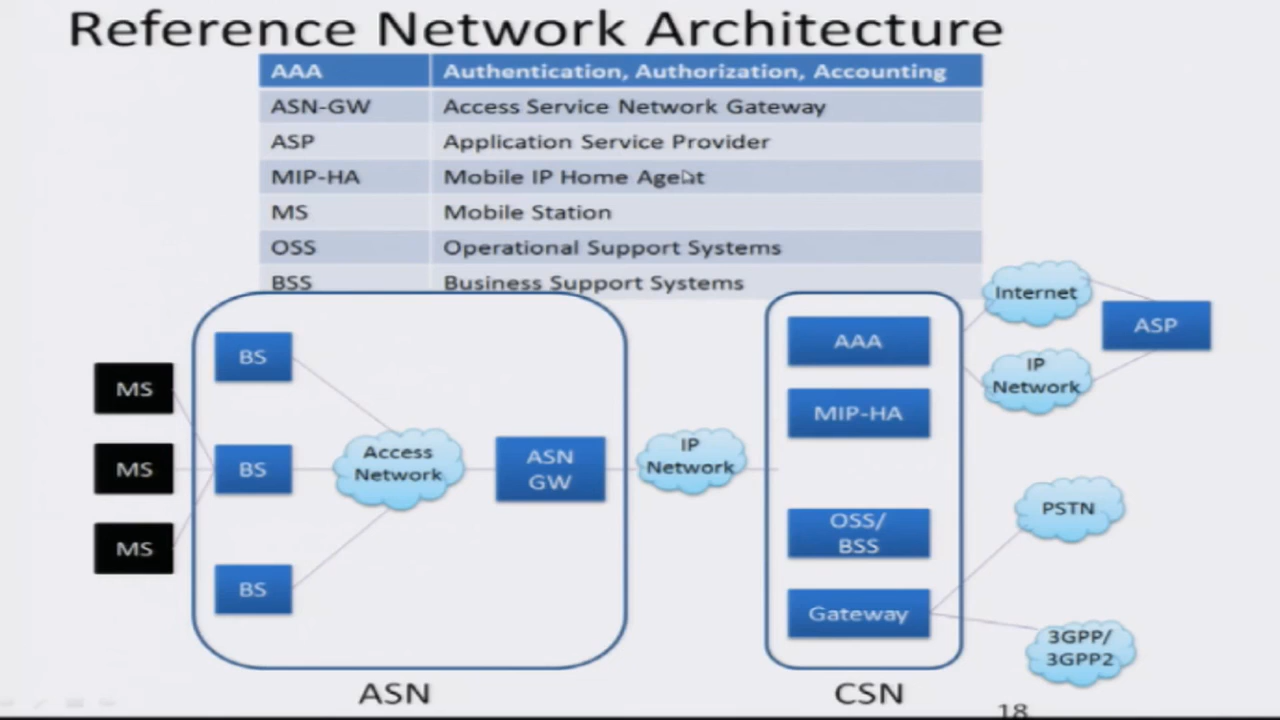 Reference Network Architecture
AAA Authentication, Authorization, Accounting
ASN-GW Access Service Network Gateway
ASP Application Service Provider
MIP-HA Mobile IP Home Agent
MS Mobile Station
OSS Operational Support Systems
BSS Business Support Systems
MS
MS
MS
BS
BS
BS
Access
Network
ASN
GW
IP
Network
AAA
MIP-HA
OSS/
BSS
Gateway
Internet
IP
Network
ASP
PSTN
3GPP/
3GPP2
ASN
CSN
18